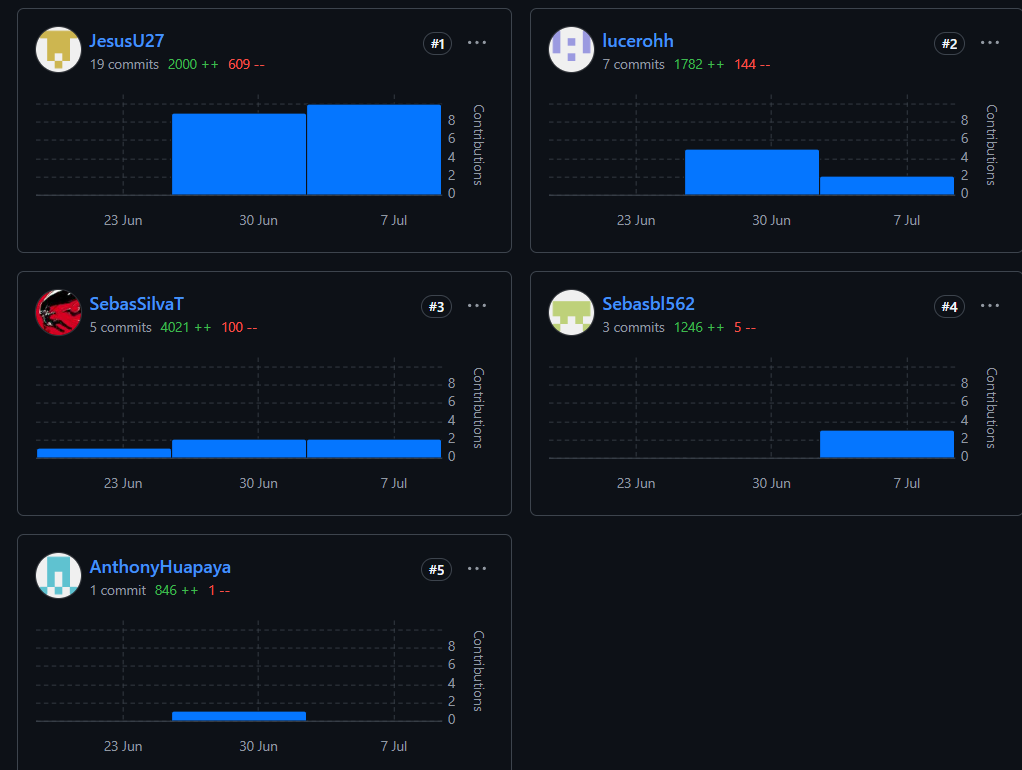 JesusU27 #1 ...
19 commits 2000 ++ 609 --
8
6
4
2
0
Contributions
23 Jun 30 Jun 7 Jul
lucerohh #2 ...
7 commits 1782 ++ 144 --
8
6
4
2
0
Contributions
23 Jun 30 Jun 7 Jul
SebasSilvaT #3 ...
5 commits 4021 ++ 100 --
8
6
4
2
0
Contributions
23 Jun 30 Jun 7 Jul
Sebasbl562 #4 ...
3 commits 1246 ++ 5 --
8
6
4
2
0
Contributions
23 Jun 30 Jun 7 Jul
AnthonyHuapaya #5 ...
1 commit 846 ++ 1 --
8
6
4
2
0
Contributions
23 Jun 30 Jun 7 Jul